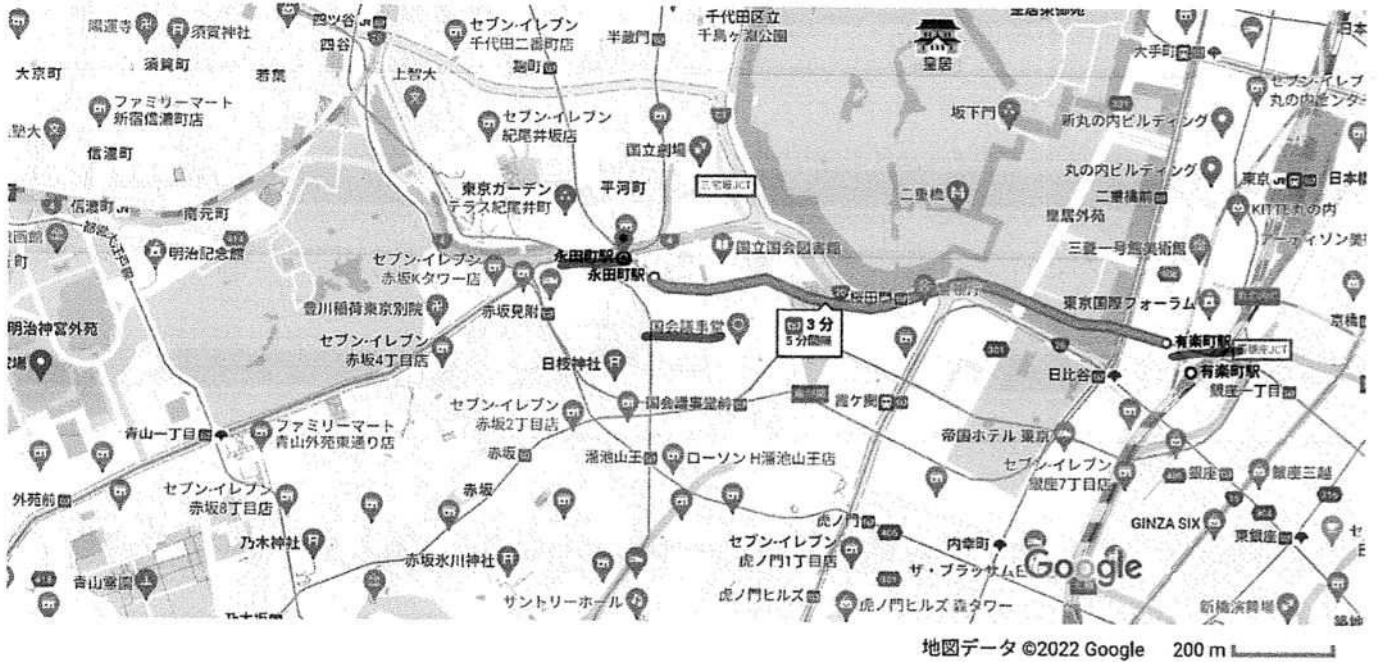 陽運寺
須賀神社
四ツ谷
四谷
セブン-イレブン
千代田二番町店
半蔵門
千代田区立
千鳥ヶ淵公園
皇居東御苑
皇居
大手町
大京町
須賀町
若葉
上智大
麹町
ファミリーマート
新宿信濃町店
信濃町
セブン-イレブン
紀尾井坂店
国立劇場
坂下門
新丸の内ビルディング
丸の内ビルディング
東京ガーデン
テラス紀尾井町
平河町
三宅坂JCT
二重橋
二重橋前
皇居外苑
東京
信濃町
南元町
明治記念館
414
都営大江戸線
KITTE丸の内
三菱一号館美術館
セブン-イレブン
赤坂Kタワー店
永田町駅
永田町駅
国立国会図書館
桜田門
東京国際フォーラム
豊川稲荷東京別院
赤坂見附
国会議事堂
3 分
5 分間隔
有楽町駅
有楽町駅
明治神宮外苑
セブン-イレブン
赤坂4丁目店
日枝神社
301
日比谷
銀座一丁目
京橋
セブン-イレブン
赤坂2丁目店
国会議事堂前
霞ケ関
帝国ホテル 東京
青山一丁目
ファミリーマート
青山外苑東通り店
赤坂
溜池山王
ローソン H溜池山王店
セブン-イレブン
銀座7丁目店
銀座
銀座三越
外苑前
セブン-イレブン
赤坂8丁目店
赤坂
虎ノ門
405
GINZA SIX
東銀座
乃木神社
赤坂氷川神社
セブン-イレブン
虎ノ門1丁目店
内幸町
Google
青山霊園
サントリーホール
虎ノ門ヒルズ
虎ノ門ヒルズ 森タワー
301
新橋演舞場
乃木坂
地図データ ©2022 Google
200 m